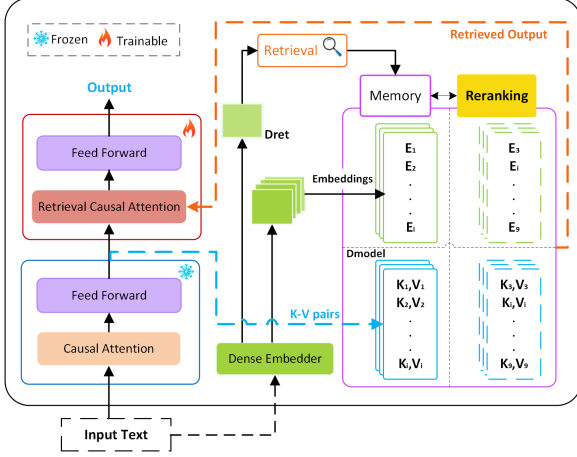 Frozen
Trainable
Retrieved Output
Retrieval
Output
Memory
Reranking
Feed Forward
Dret
Retrieval Causal Attention
Embeddings
E1
E2
.
.
.
Ei
E3
Ei
.
.
.
E9
Dmodel
Feed Forward
K-V pairs
Causal Attention
Dense Embedder
K₁,V₁
K₂,V₂
.
.
.
Kᵢ,Vᵢ
K₃,V₃
Kᵢ,Vᵢ
.
.
.
K₉,V₉
Input Text